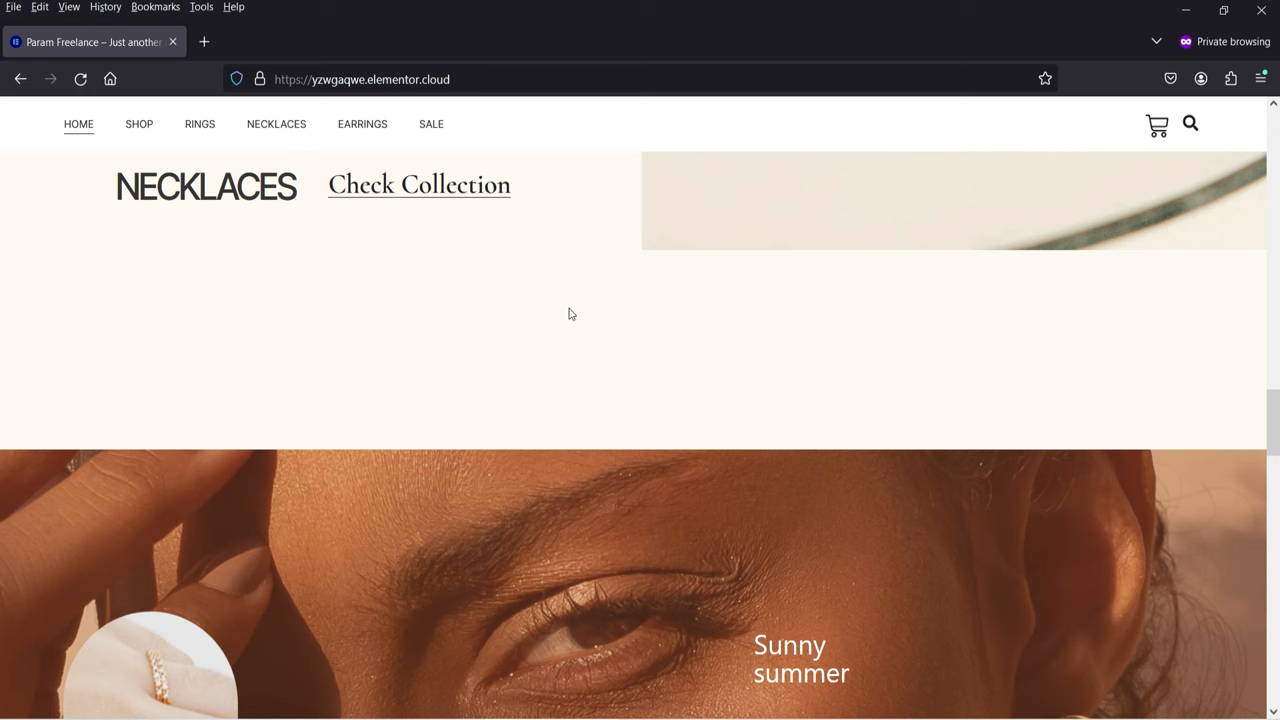 File Edit View History Bookmarks Tools Help
Param Freelance – Just another
Private browsing
https://yzwgaqwe.elementor.cloud
HOME SHOP RINGS NECKLACES EARRINGS SALE
NECKLACES Check Collection
Sunny
summer